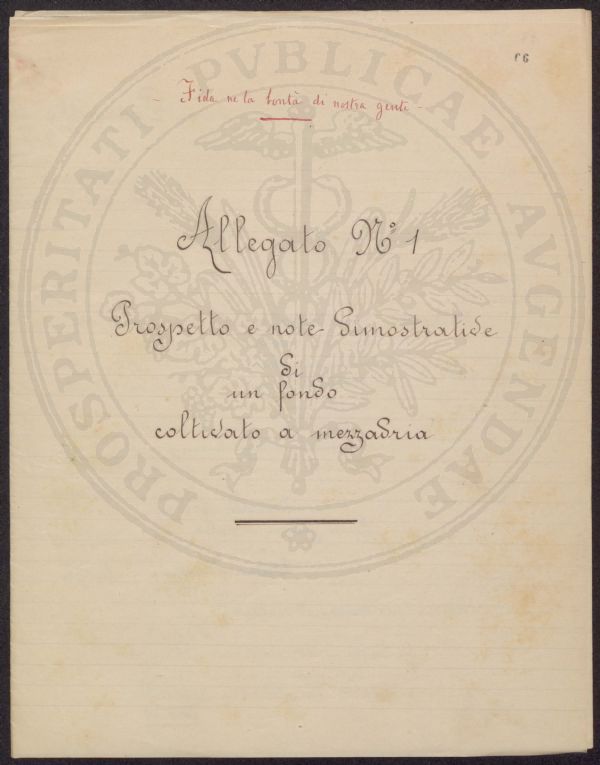 66
- Fida ne la bontà di nostra gente -
Allegato N.° 1
Prospetto e note dimostrative
di
un fondo
coltivato a mezzadria
PROSPERITATI PVBLICAE AVGENDAE